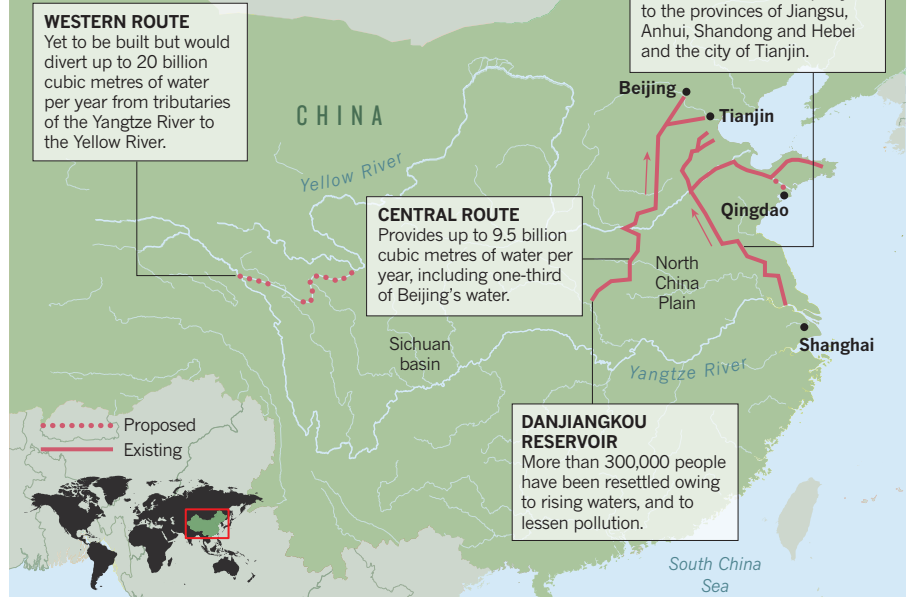 WESTERN ROUTE
Yet to be built but would
divert up to 20 billion
cubic metres of water
per year from tributaries
of the Yangtze River to
the Yellow River.
to the provinces of Jiangsu,
Anhui, Shandong and Hebei
and the city of Tianjin.
Beijing
Tianjin
CHINA
Yellow River
Qingdao
CENTRAL ROUTE
Provides up to 9.5 billion
cubic metres of water per
year, including one-third
of Beijing’s water.
North
China
Plain
Sichuan
basin
Shanghai
Yangtze River
DANJIANGKOU
RESERVOIR
More than 300,000 people
have been resettled owing
to rising waters, and to
lessen pollution.
Proposed
Existing
South China
Sea